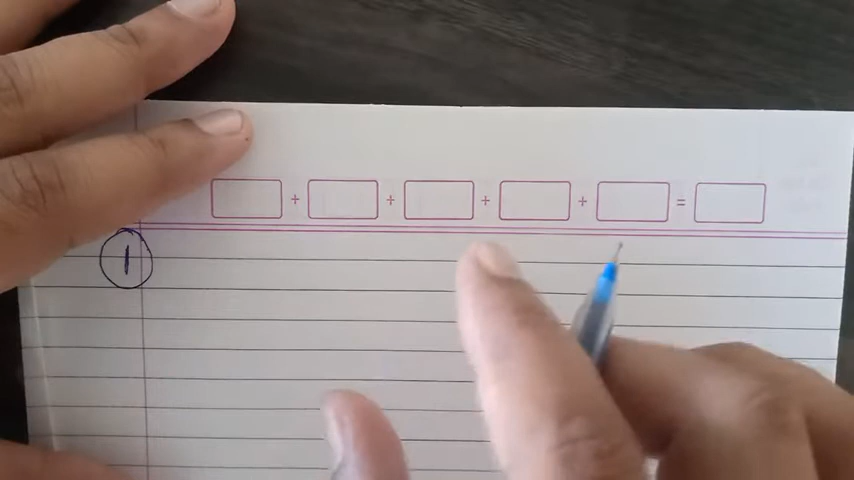 + + + + =
1